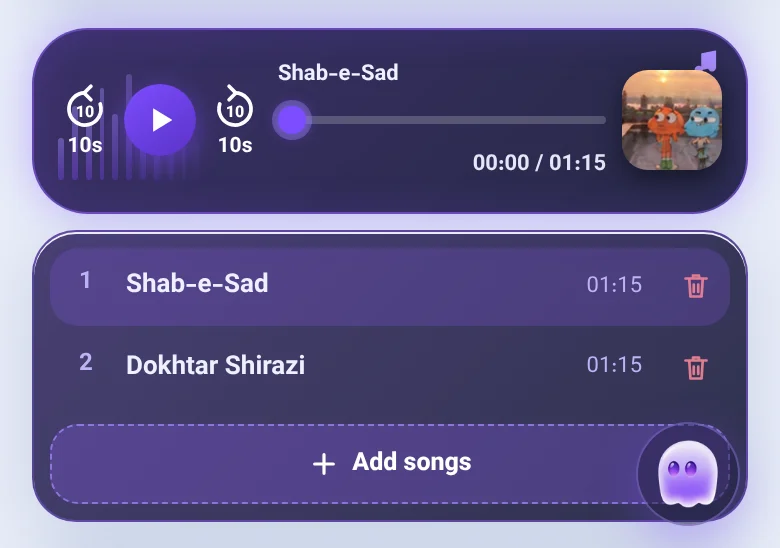 Shab-e-Sad
10 10
10s 10s
00:00 / 01:15
1 Shab-e-Sad 01:15
2 Dokhtar Shirazi 01:15
+ Add songs